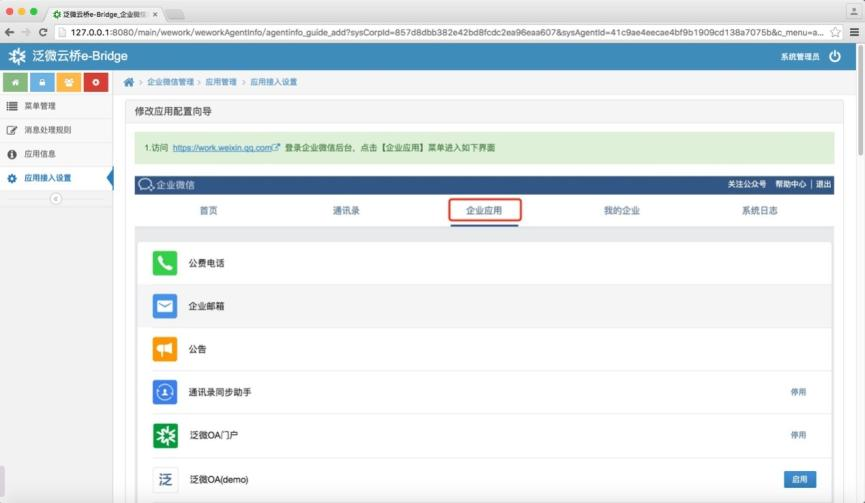 泛微云桥e-Bridge_企业微信
127.0.0.1:8080/main/wework/weworkAgentInfo/agentinfo_guide_add?sysCorpId=857d8dbb382e42bd8fcdc2ea96eaa607&sysAgentId=41c9ae4eecae4bf9b1909cd138a7075b&c_menu=a...
泛微云桥e-Bridge
系统管理员
企业微信管理 > 应用管理 > 应用接入设置
菜单管理
消息处理规则
应用信息
应用接入设置
修改应用配置向导
1.访问 https://work.weixin.qq.com 登录企业微信后台，点击【企业应用】菜单进入如下界面
企业微信
关注公众号 帮助中心 | 退出
首页 通讯录 企业应用 我的企业 系统日志
公费电话
企业邮箱
公告
通讯录同步助手 停用
泛微OA门户 停用
泛 泛微OA(demo) 启用